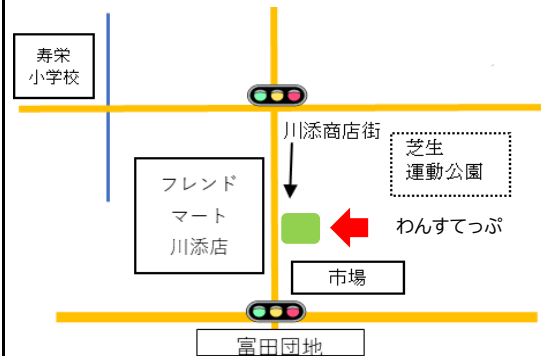 寿栄
小学校
川添商店街
芝生
運動公園
フレンド
マート
川添店
わんすてっぷ
市場
富田団地